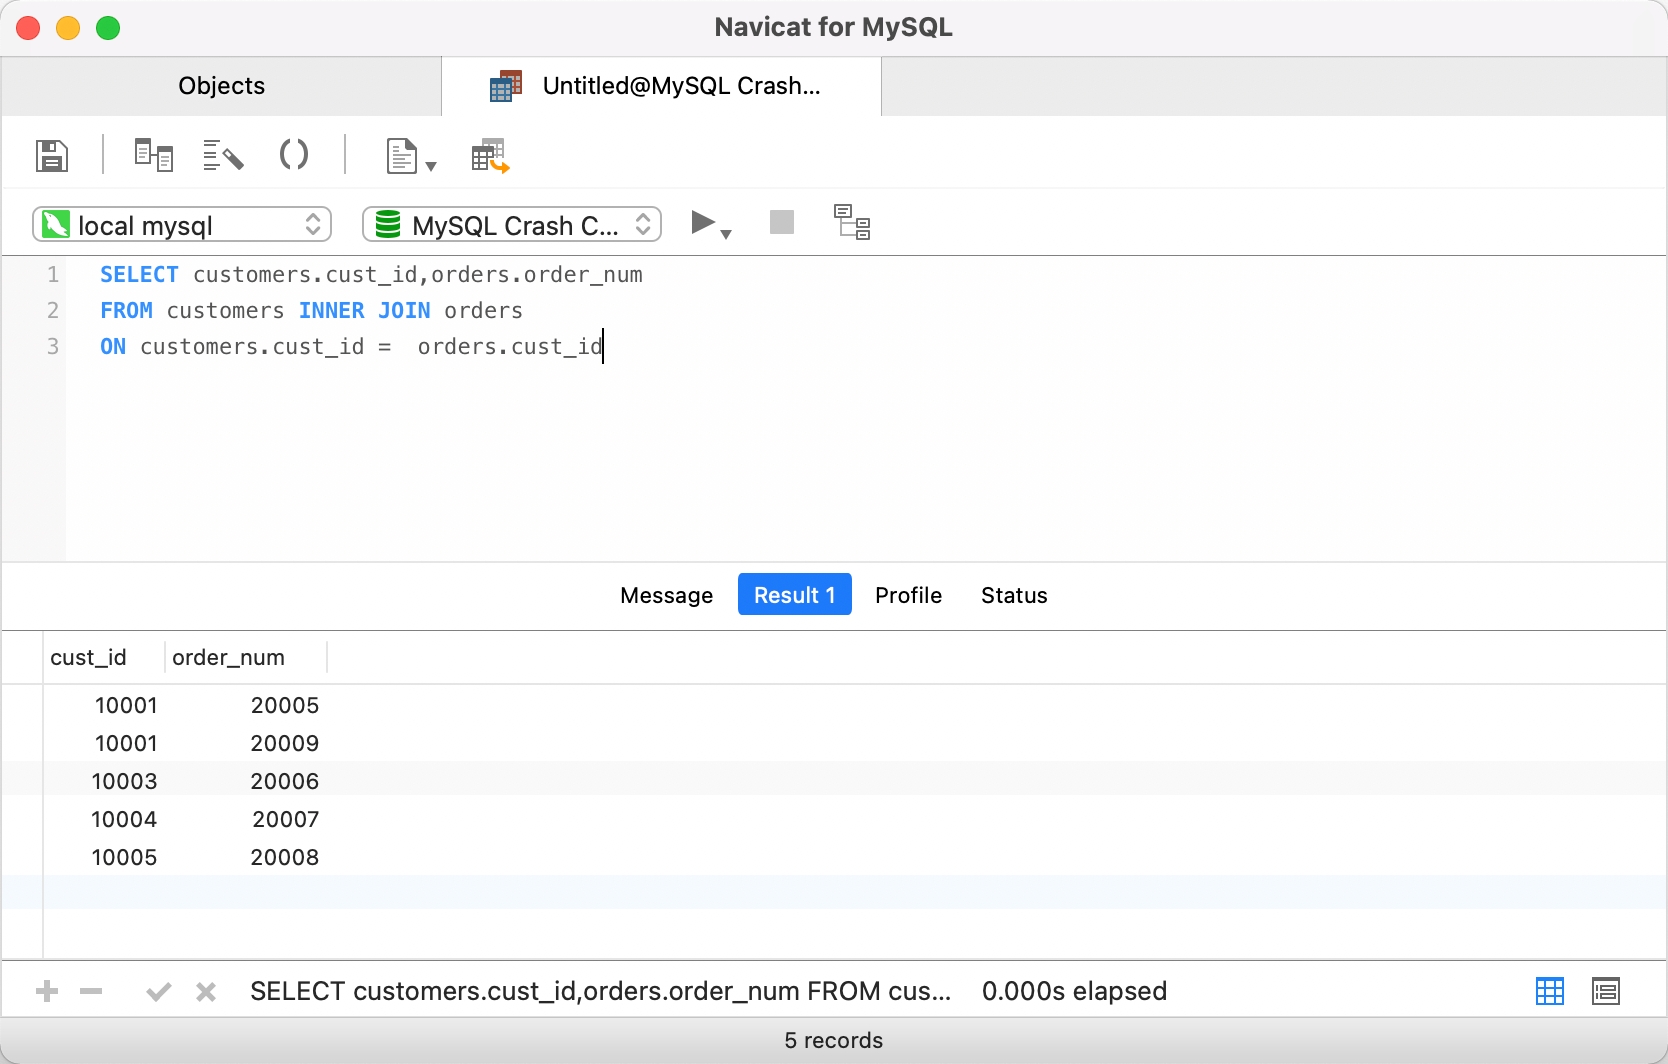 Navicat for MySQL
Objects
Untitled@MySQL Crash...
local mysql
MySQL Crash C...
1 SELECT customers.cust_id,orders.order_num
2 FROM customers INNER JOIN orders
3 ON customers.cust_id =  orders.cust_id
Message Result 1 Profile Status
cust_id order_num
10001 20005
10001 20009
10003 20006
10004 20007
10005 20008
SELECT customers.cust_id,orders.order_num FROM cus... 0.000s elapsed
5 records